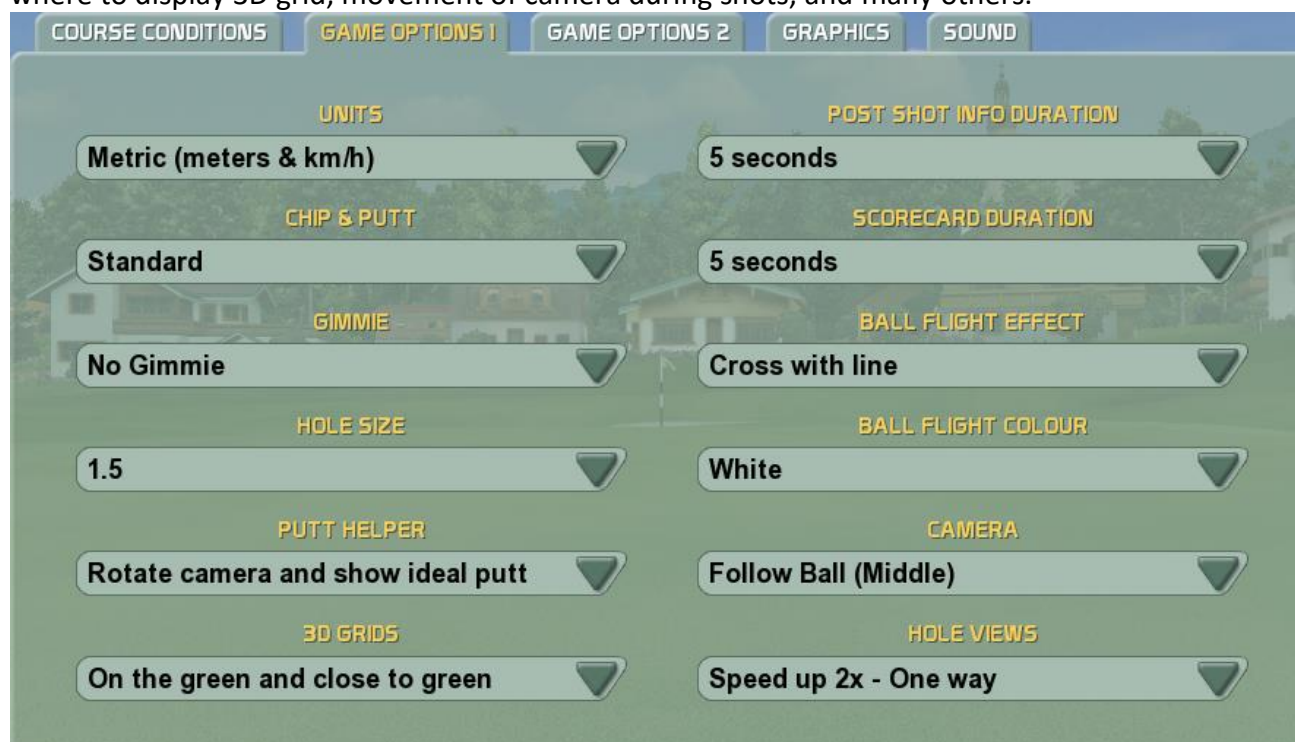 where to display 3D grid, movement of camera during shots, and many others.
COURSE CONDITIONS GAME OPTIONS 1 GAME OPTIONS 2 GRAPHICS SOUND
UNITS
Metric (meters & km/h)
CHIP & PUTT
Standard
GIMMIE
No Gimmie
HOLE SIZE
1.5
PUTT HELPER
Rotate camera and show ideal putt
3D GRIDS
On the green and close to green
POST SHOT INFO DURATION
5 seconds
SCORECARD DURATION
5 seconds
BALL FLIGHT EFFECT
Cross with line
BALL FLIGHT COLOUR
White
CAMERA
Follow Ball (Middle)
HOLE VIEWS
Speed up 2x - One way